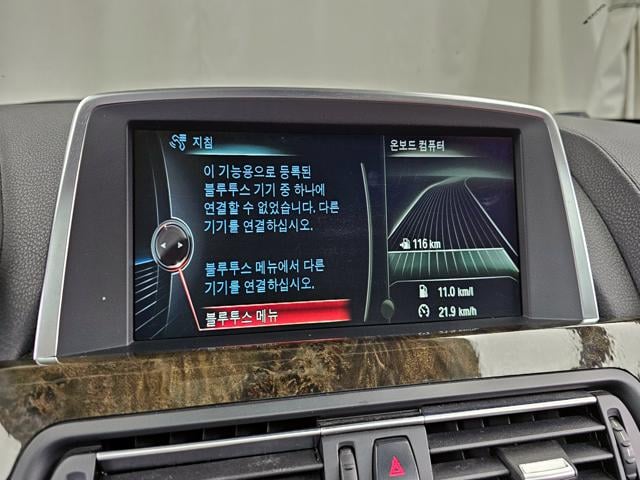 지침
이 기능용으로 등록된
블루투스 기기 중 하나에
연결할 수 없었습니다. 다른
기기를 연결하십시오.
블루투스 메뉴에서 다른
기기를 연결하십시오.
블루투스 메뉴
온보드 컴퓨터
116 km
11.0 km/l
21.9 km/h